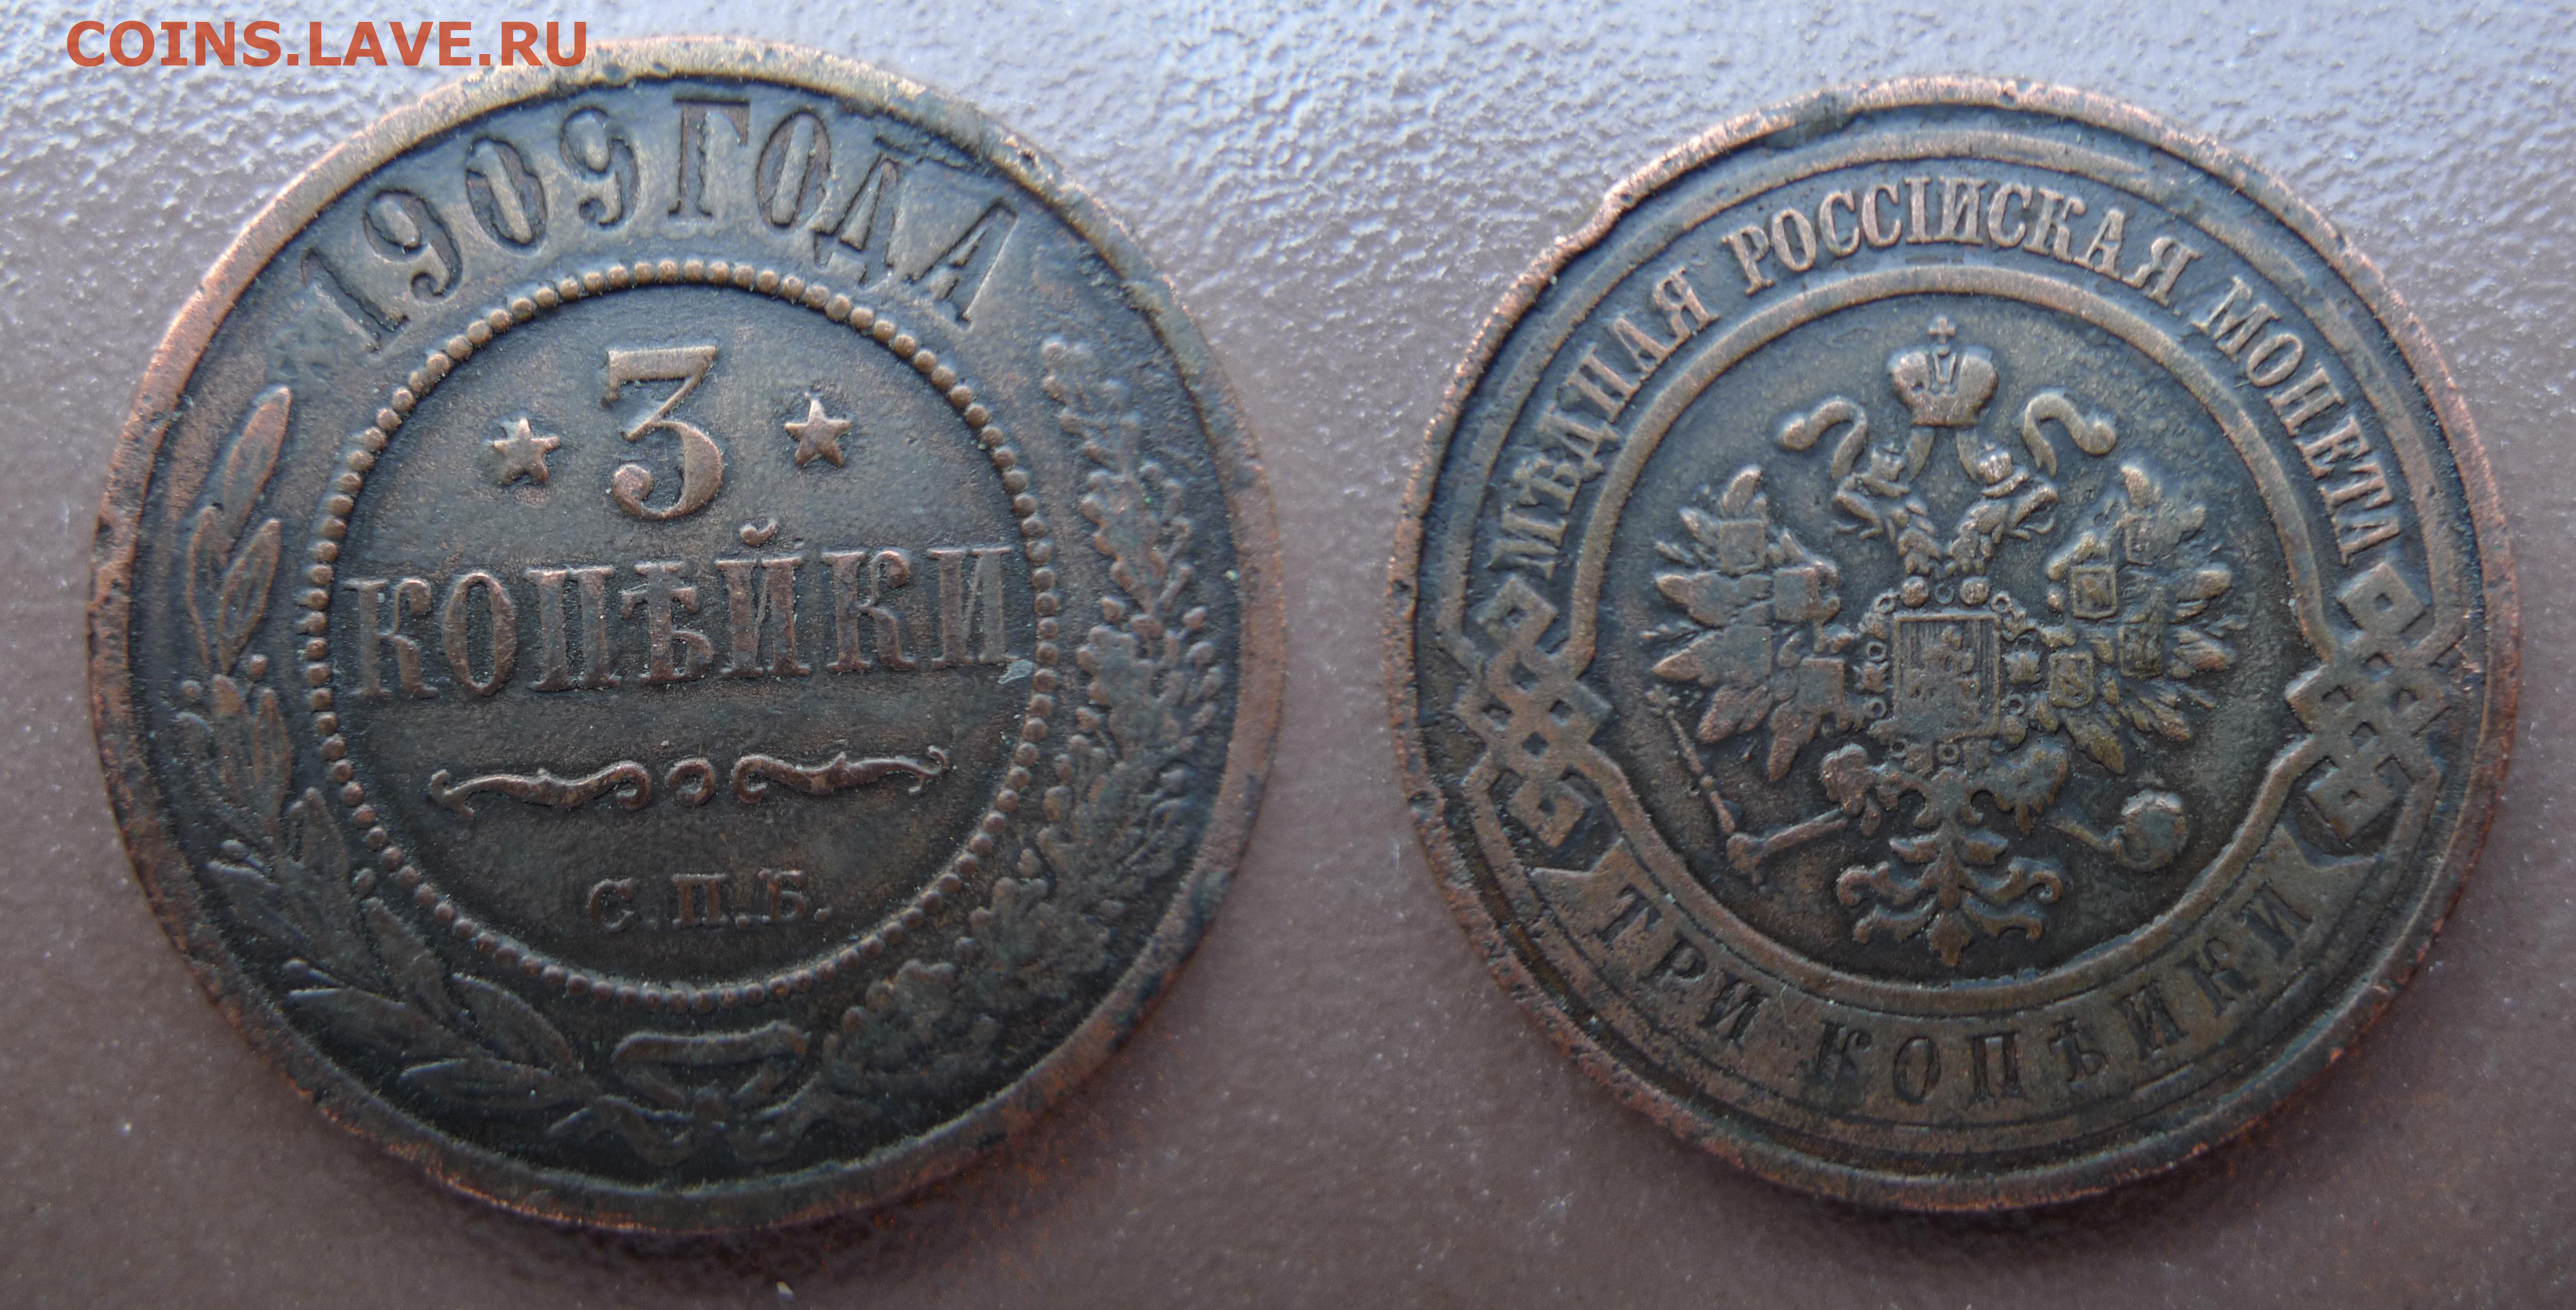 COINS.LAVE.RU
1909 ГОДА
3
КОПѢЙКИ
С.П.Б.
МѢДНАЯ РОССІЙСКАЯ МОНЕТА
ТРИ КОПѢЙКИ